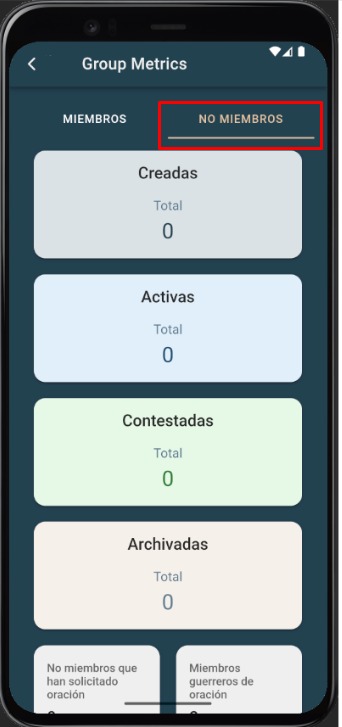 Group Metrics
MIEMBROS
NO MIEMBROS
Creadas
Total
0
Activas
Total
0
Contestadas
Total
0
Archivadas
Total
0
No miembros que
han solicitado
oración
Miembros
guerreros de
oración